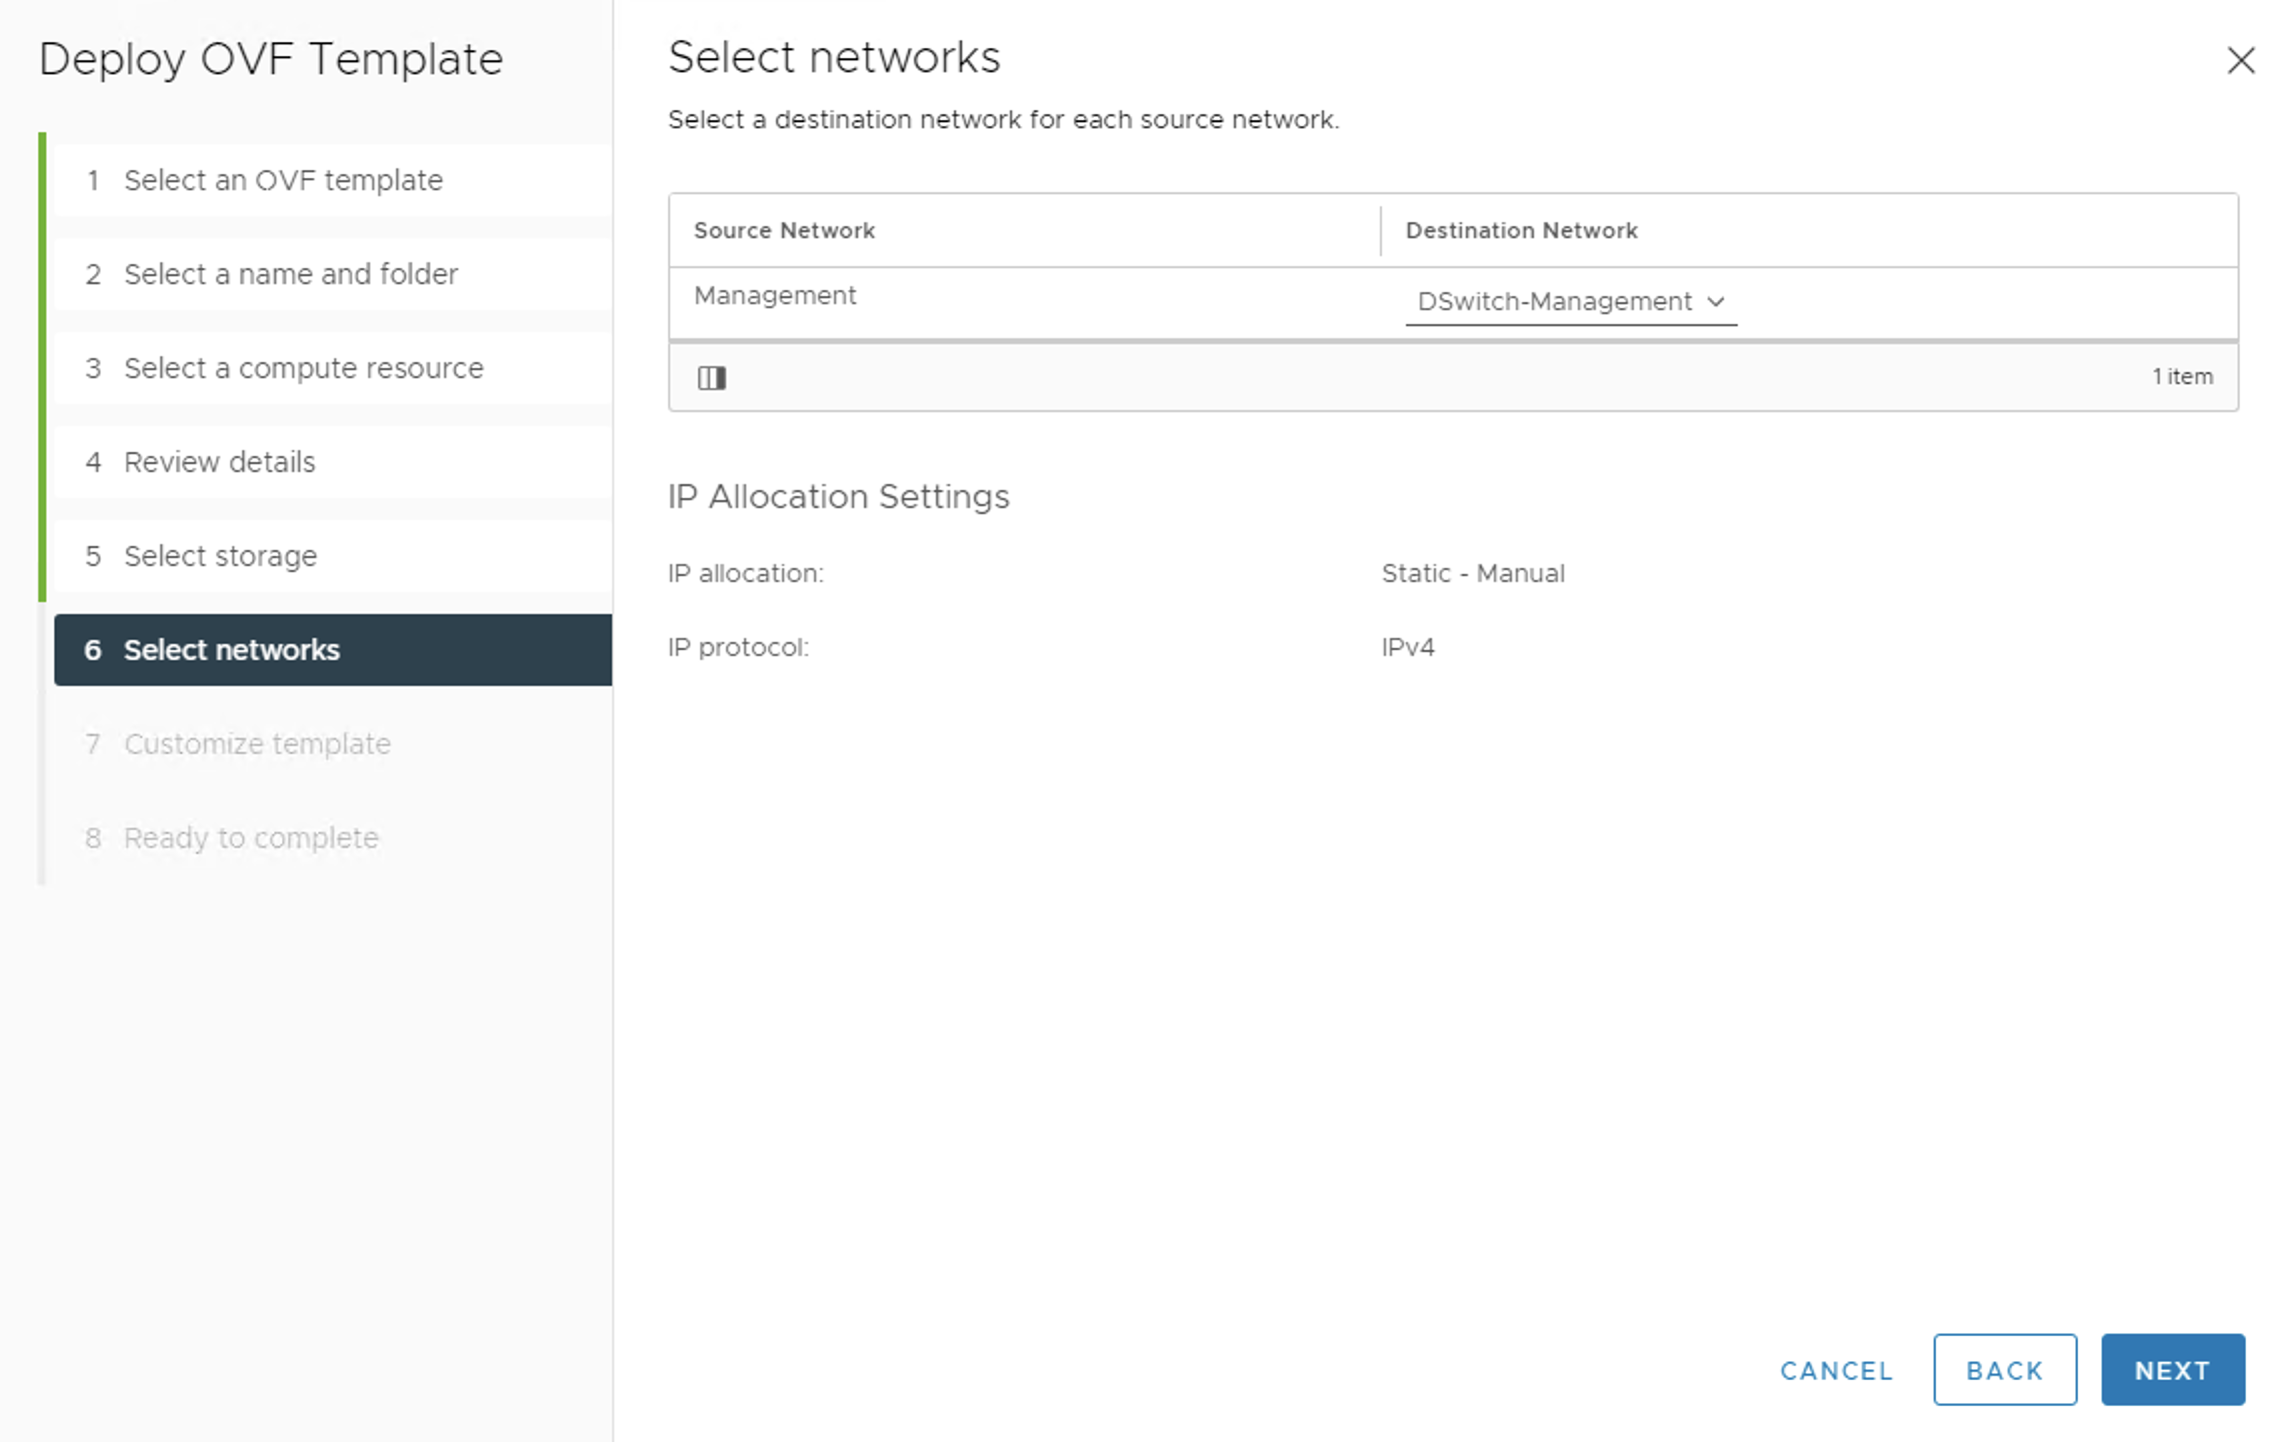 Deploy OVF Template
1 Select an OVF template
2 Select a name and folder
3 Select a compute resource
4 Review details
5 Select storage
6 Select networks
7 Customize template
8 Ready to complete
Select networks
Select a destination network for each source network.
Source Network Destination Network
Management DSwitch-Management
1 item
IP Allocation Settings
IP allocation: Static - Manual
IP protocol: IPv4
CANCEL BACK NEXT